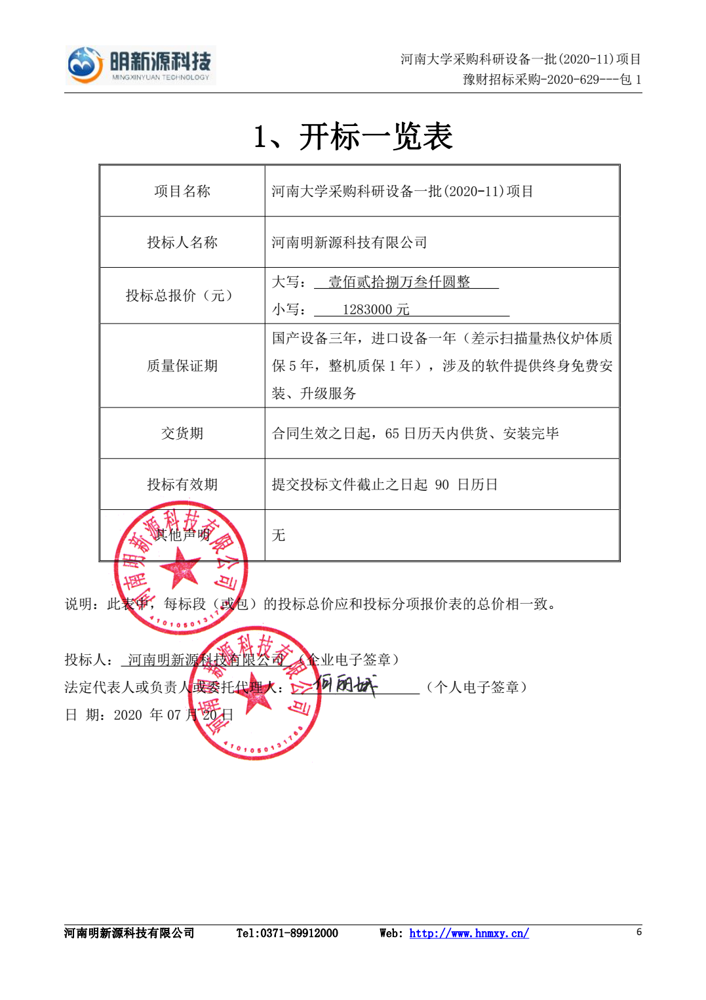 明新源科技
MINGXINYUAN TECHNOLOGY
河南大学采购科研设备一批(2020-11)项目
豫财招标采购-2020-629---包 1
1、开标一览表
项目名称
河南大学采购科研设备一批(2020-11)项目
投标人名称
河南明新源科技有限公司
投标总报价（元）
大写： 壹佰贰拾捌万叁仟圆整
小写： 1283000 元
质量保证期
国产设备三年，进口设备一年（差示扫描量热仪炉体质
保 5 年，整机质保 1 年），涉及的软件提供终身免费安
装、升级服务
交货期
合同生效之日起，65 日历天内供货、安装完毕
投标有效期
提交投标文件截止之日起 90 日历日
其他声明
无
河南明新源科技有限公司
4101050131768
说明：此表中，每标段（或包）的投标总价应和投标分项报价表的总价相一致。
投标人： 河南明新源科技有限公司 （企业电子签章）
法定代表人或负责人或委托代理人： （个人电子签章）
日 期：2020 年 07 月 20 日
河南明新源科技有限公司
4101050131768
河南明新源科技有限公司 Tel:0371-89912000 Web: http://www.hnmxy.cn/ 6